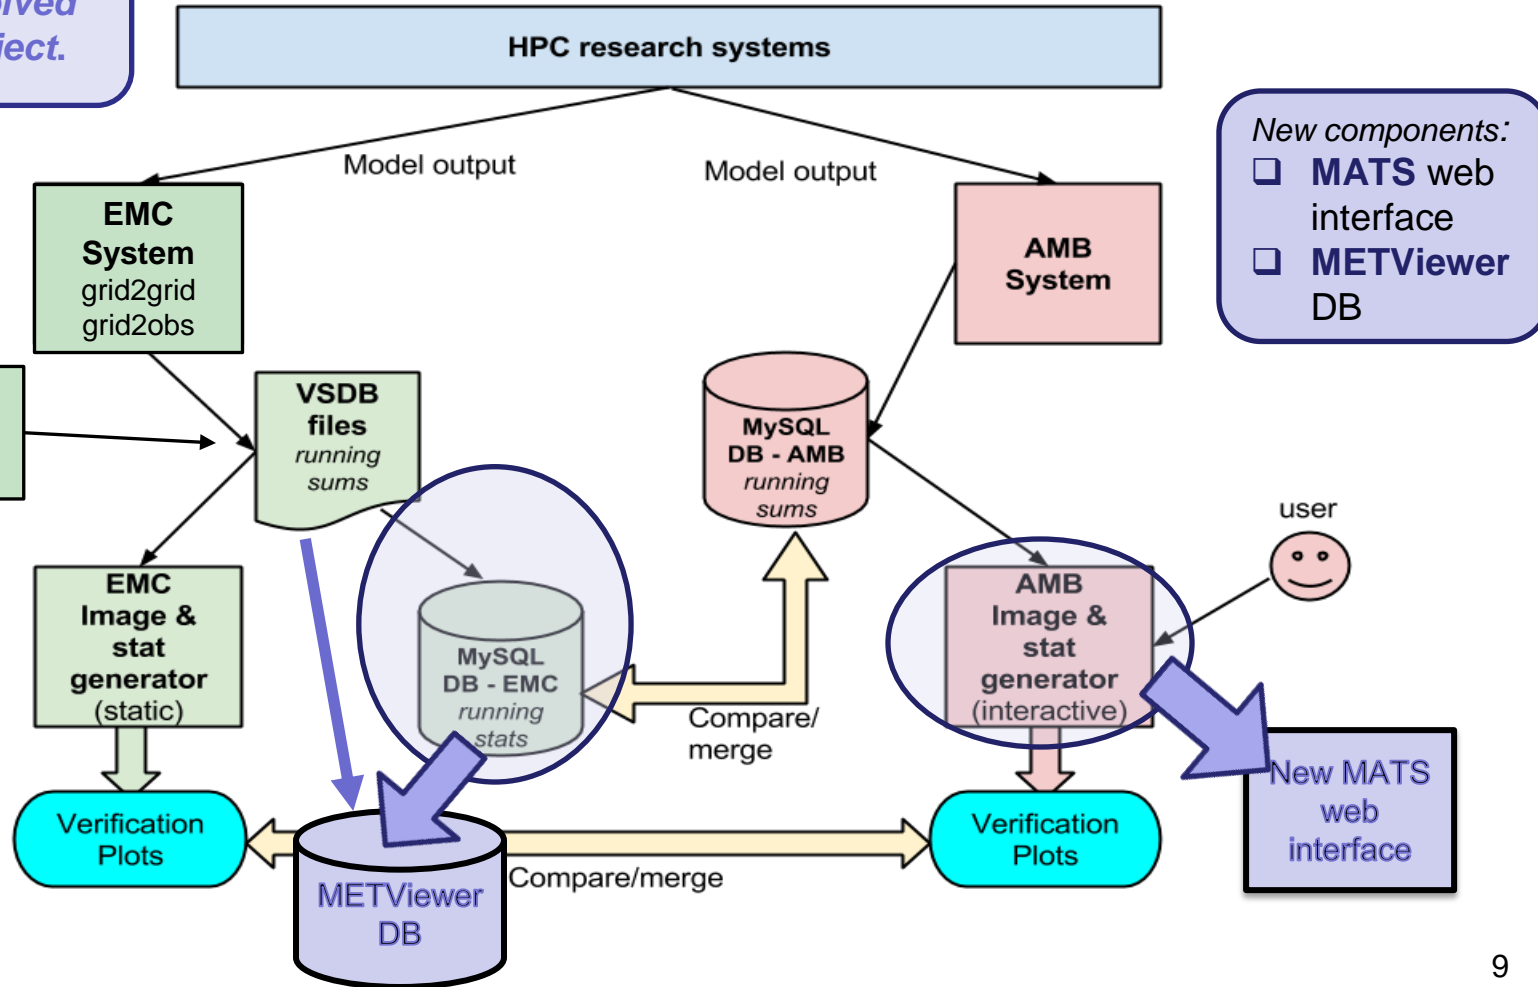 HPC research systems
Model output
Model output
New components:
MATS web
interface
METViewer
DB
EMC
System
grid2grid
grid2obs
AMB
System
VSDB
files
running
sums
MySQL
DB - AMB
running
sums
user
EMC
Image &
stat
generator
(static)
MySQL
DB - EMC
running
stats
Compare/
merge
AMB
Image &
stat
generator
(interactive)
New MATS
web
interface
Verification
Plots
Compare/merge
Verification
Plots
METViewer
DB
9